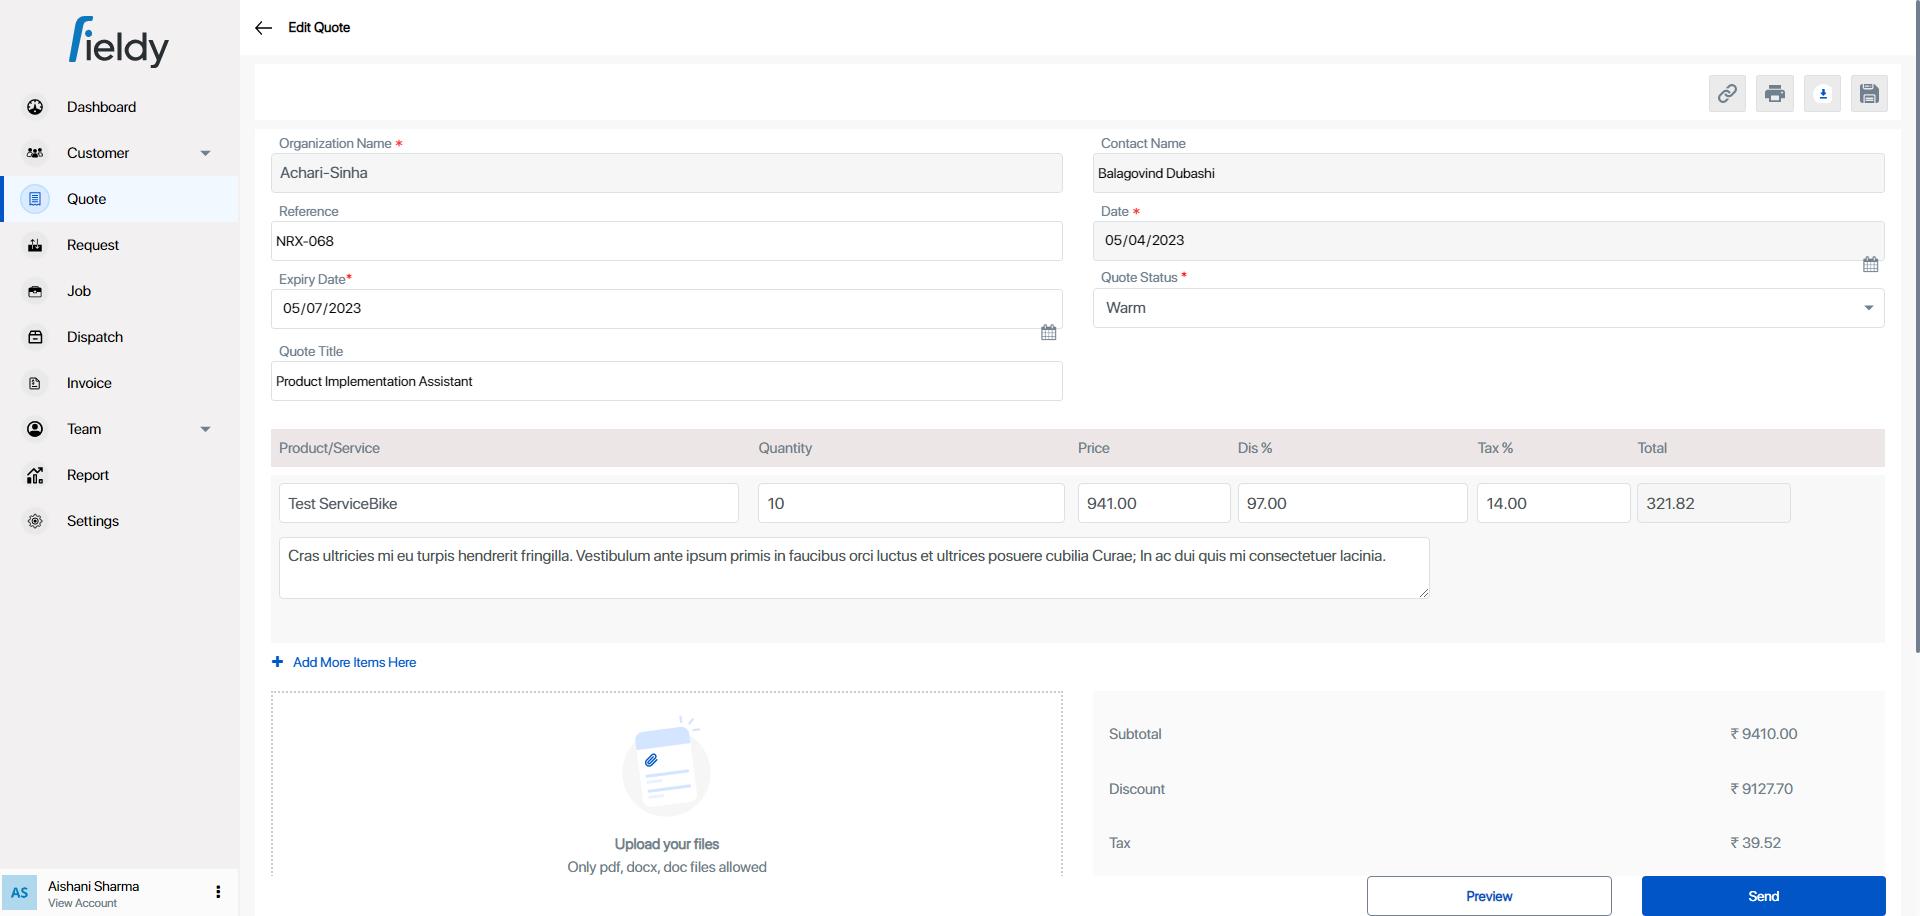 fieldy
Edit Quote
Dashboard
Customer
Quote
Request
Job
Dispatch
Invoice
Team
Report
Settings
AS
Aishani Sharma
View Account
Organization Name *
Achari-Sinha
Contact Name
Balagovind Dubashi
Reference
NRX-068
Date *
05/04/2023
Expiry Date*
05/07/2023
Quote Status *
Warm
Quote Title
Product Implementation Assistant
Product/Service Quantity Price Dis % Tax % Total
Test ServiceBike 10 941.00 97.00 14.00 321.82
Cras ultricies mi eu turpis hendrerit fringilla. Vestibulum ante ipsum primis in faucibus orci luctus et ultrices posuere cubilia Curae; In ac dui quis mi consectetuer lacinia.
+ Add More Items Here
Upload your files
Only pdf, docx, doc files allowed
Subtotal ₹ 9410.00
Discount ₹ 9127.70
Tax ₹ 39.52
Preview
Send